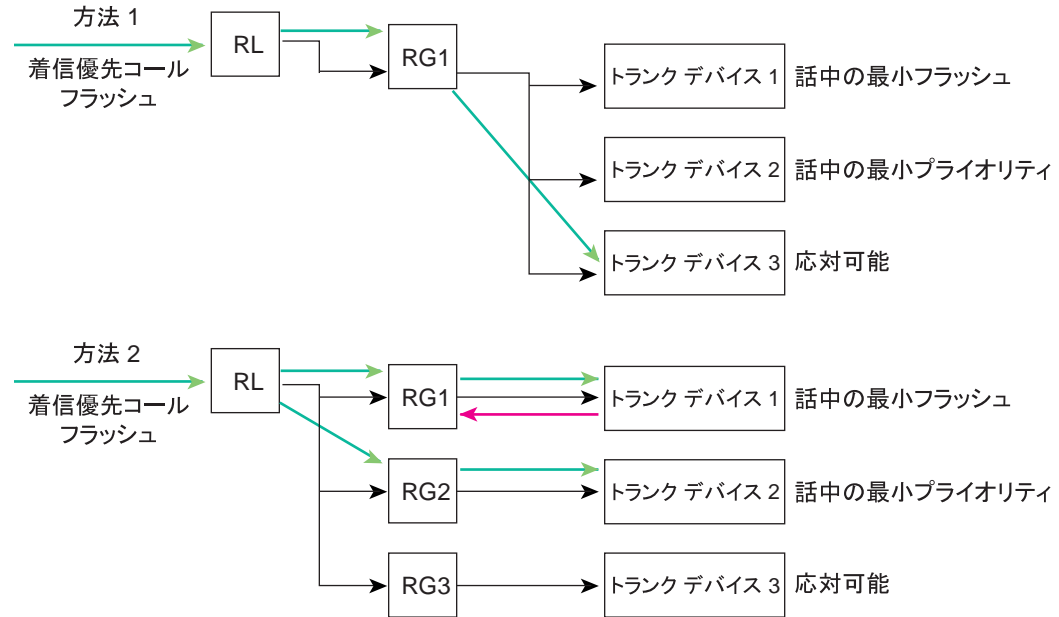 方法 1
着信優先コール
フラッシュ
RL
RG1
トランク デバイス 1
話中の最小フラッシュ
トランク デバイス 2
話中の最小プライオリティ
トランク デバイス 3
応対可能
方法 2
着信優先コール
フラッシュ
RL
RG1
トランク デバイス 1
話中の最小フラッシュ
RG2
トランク デバイス 2
話中の最小プライオリティ
RG3
トランク デバイス 3
応対可能